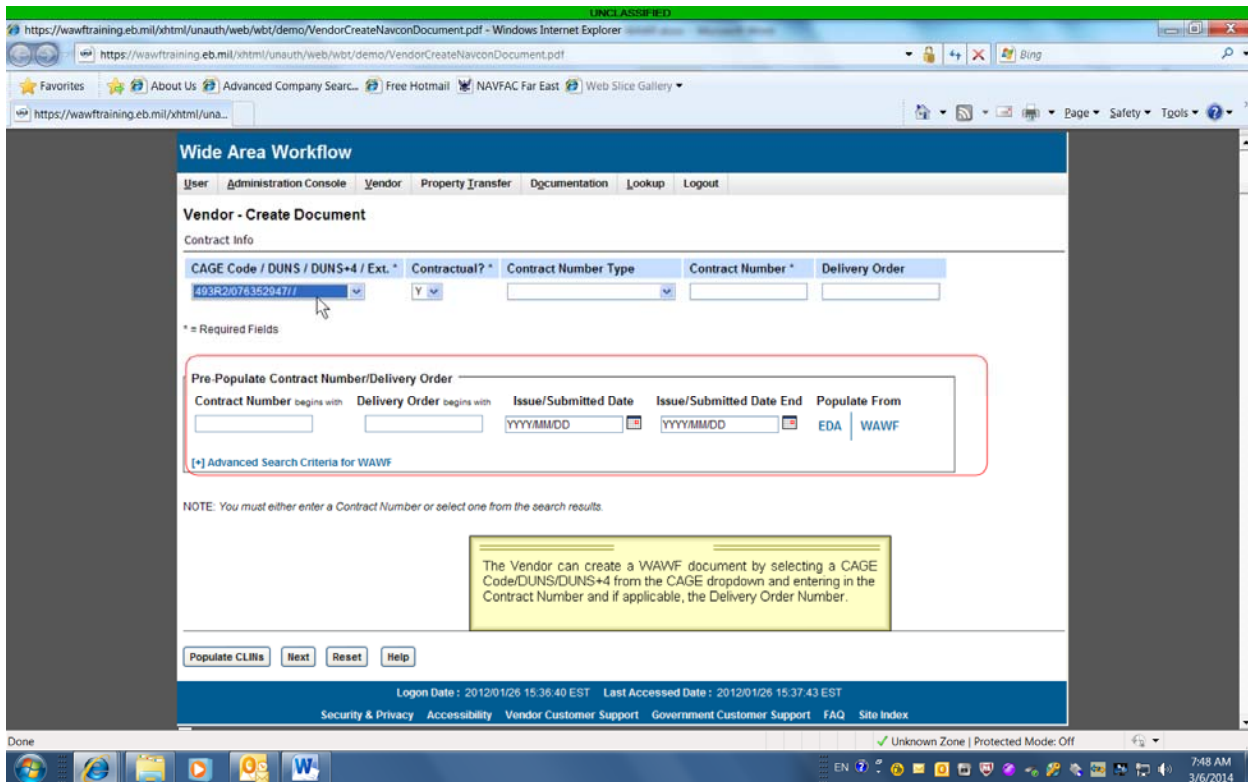 UNCLASSIFIED
https://wawftraining.eb.mil/xhtml/unauth/web/wbt/demo/VendorCreateNavconDocument.pdf - Windows Internet Explorer
https://wawftraining.eb.mil/xhtml/unauth/web/wbt/demo/VendorCreateNavconDocument.pdf
Bing
Favorites About Us Advanced Company Searc... Free Hotmail NAVFAC Far East Web Slice Gallery
https://wawftraining.eb.mil/xhtml/una...
Page Safety Tools
Wide Area Workflow
User Administration Console Vendor Property Transfer Documentation Lookup Logout
Vendor - Create Document
Contract Info
CAGE Code / DUNS / DUNS+4 / Ext. * Contractual? * Contract Number Type Contract Number * Delivery Order
493R2/076352947/ / Y
* = Required Fields
Pre-Populate Contract Number/Delivery Order
Contract Number begins with Delivery Order begins with Issue/Submitted Date Issue/Submitted Date End Populate From
YYYY/MM/DD YYYY/MM/DD EDA WAWF
[+] Advanced Search Criteria for WAWF
NOTE: You must either enter a Contract Number or select one from the search results.
The Vendor can create a WAWF document by selecting a CAGE
Code/DUNS/DUNS+4 from the CAGE dropdown and entering in the
Contract Number and if applicable, the Delivery Order Number.
Populate CLINs Next Reset Help
Logon Date : 2012/01/26 15:36:40 EST Last Accessed Date : 2012/01/26 15:37:43 EST
Security & Privacy Accessibility Vendor Customer Support Government Customer Support FAQ Site Index
Done Unknown Zone | Protected Mode: Off
EN 7:48 AM
3/6/2014